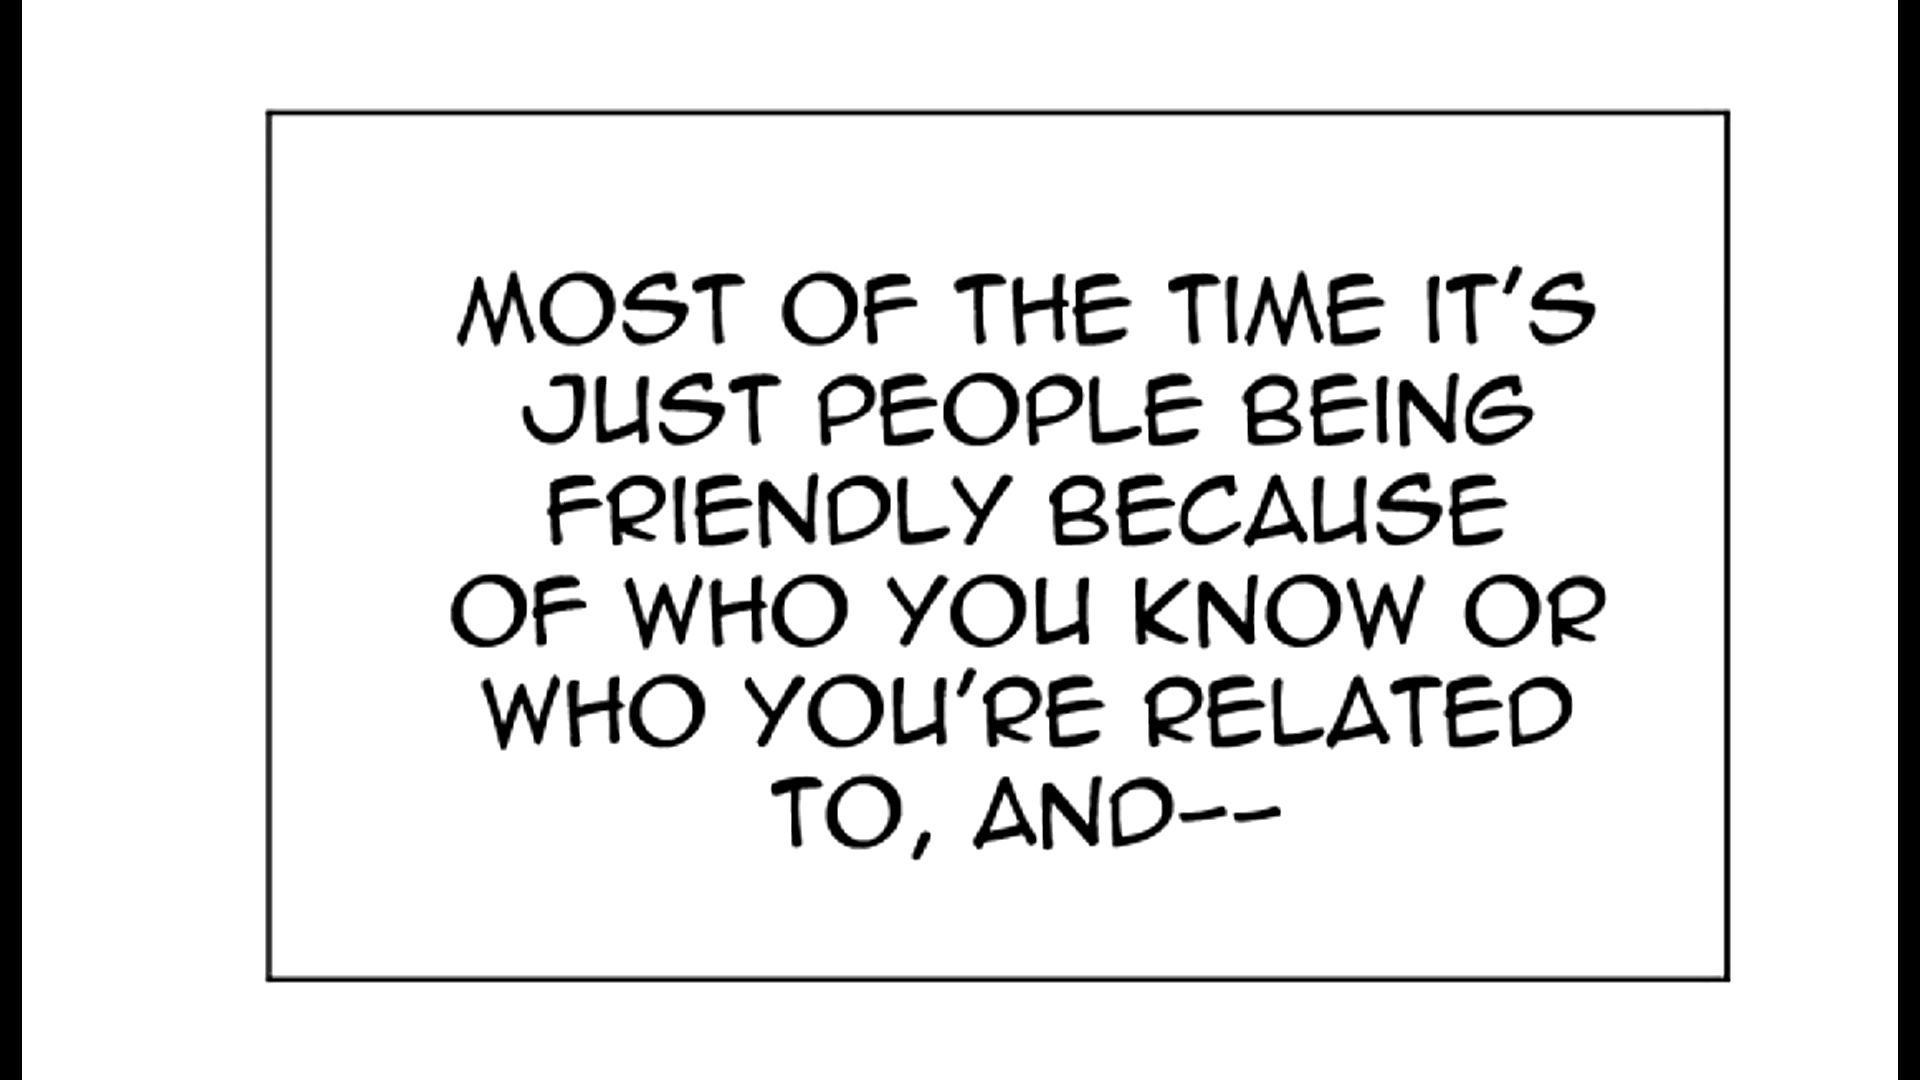 MOST OF THE TIME IT'S
JUST PEOPLE BEING
FRIENDLY BECAUSE
OF WHO YOU KNOW OR
WHO YOU'RE RELATED
TO, AND--